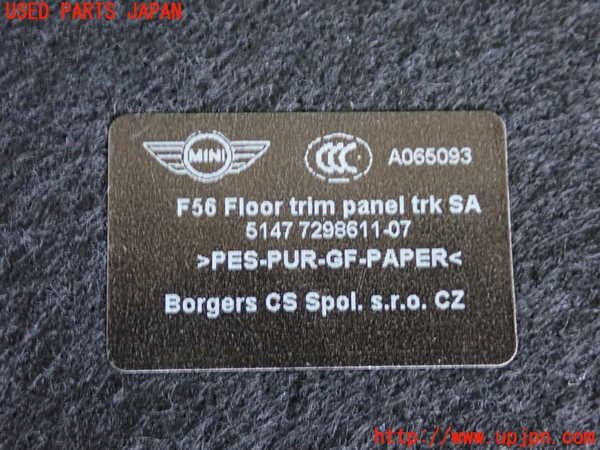 USED PARTS JAPAN
MINI
CCC
A065093
F56 Floor trim panel trk SA
5147 7298611-07
>PES-PUR-GF-PAPER<
Borgers CS Spol. s.r.o. CZ
http://www.upjpn.com